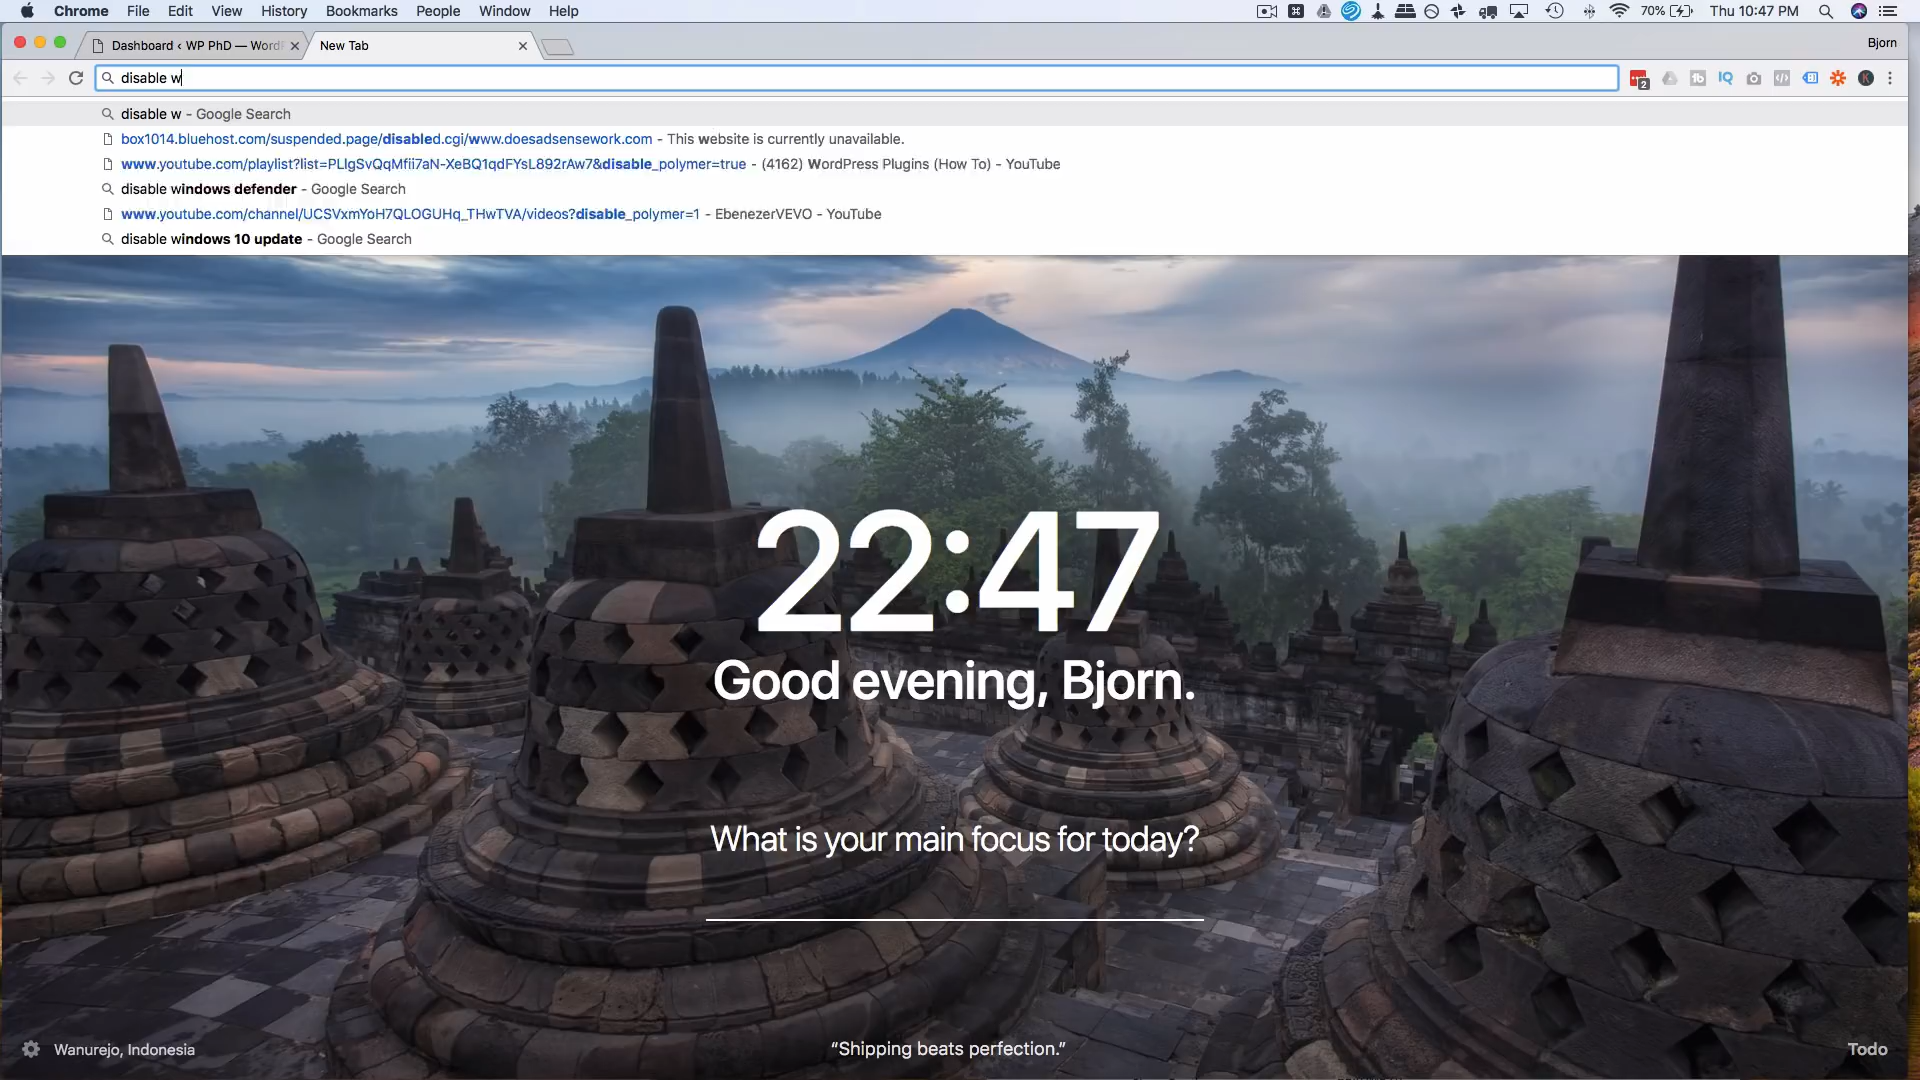 Chrome File Edit View History Bookmarks People Window Help 70% Thu 10:47 PM
Dashboard ‹ WP PhD — Word New Tab Bjorn
disable w
disable w - Google Search
box1014.bluehost.com/suspended.page/disabled.cgi/www.doesadsensework.com - This website is currently unavailable.
www.youtube.com/playlist?list=PLlgSvQqMfii7aN-XeBQ1qdFYsL892rAw7&disable_polymer=true - (4162) WordPress Plugins (How To) - YouTube
disable windows defender - Google Search
www.youtube.com/channel/UCSVxmYoH7QLOGUHq_THwTVA/videos?disable_polymer=1 - EbenezerVEVO - YouTube
disable windows 10 update - Google Search
22:47
Good evening, Bjorn.
What is your main focus for today?
Wanurejo, Indonesia “Shipping beats perfection.” Todo